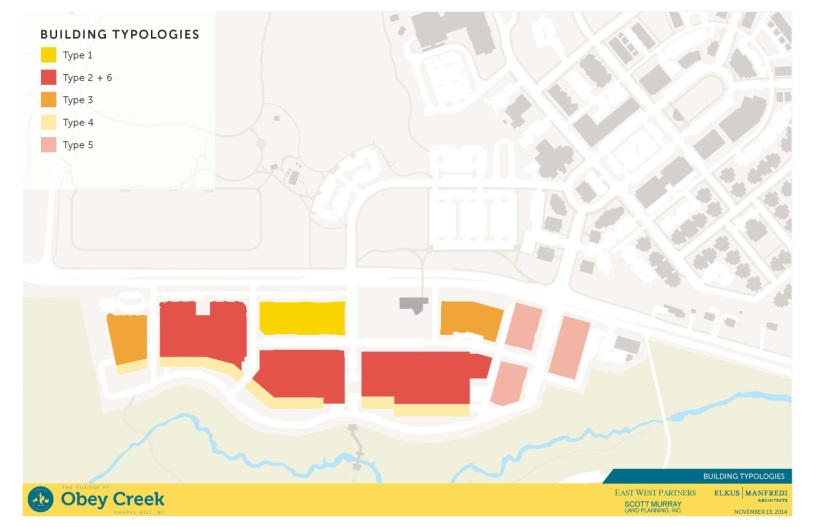 BUILDING TYPOLOGIES
Type 1
Type 2 + 6
Type 3
Type 4
Type 5
BUILDING TYPOLOGIES
THE VILLAGE AT
Obey Creek
CHAPEL HILL, NC
EAST WEST PARTNERS
SCOTT MURRAY
LAND PLANNING, INC.
ELKUS | MANFREDI
ARCHITECTS
NOVEMBER 13, 2014